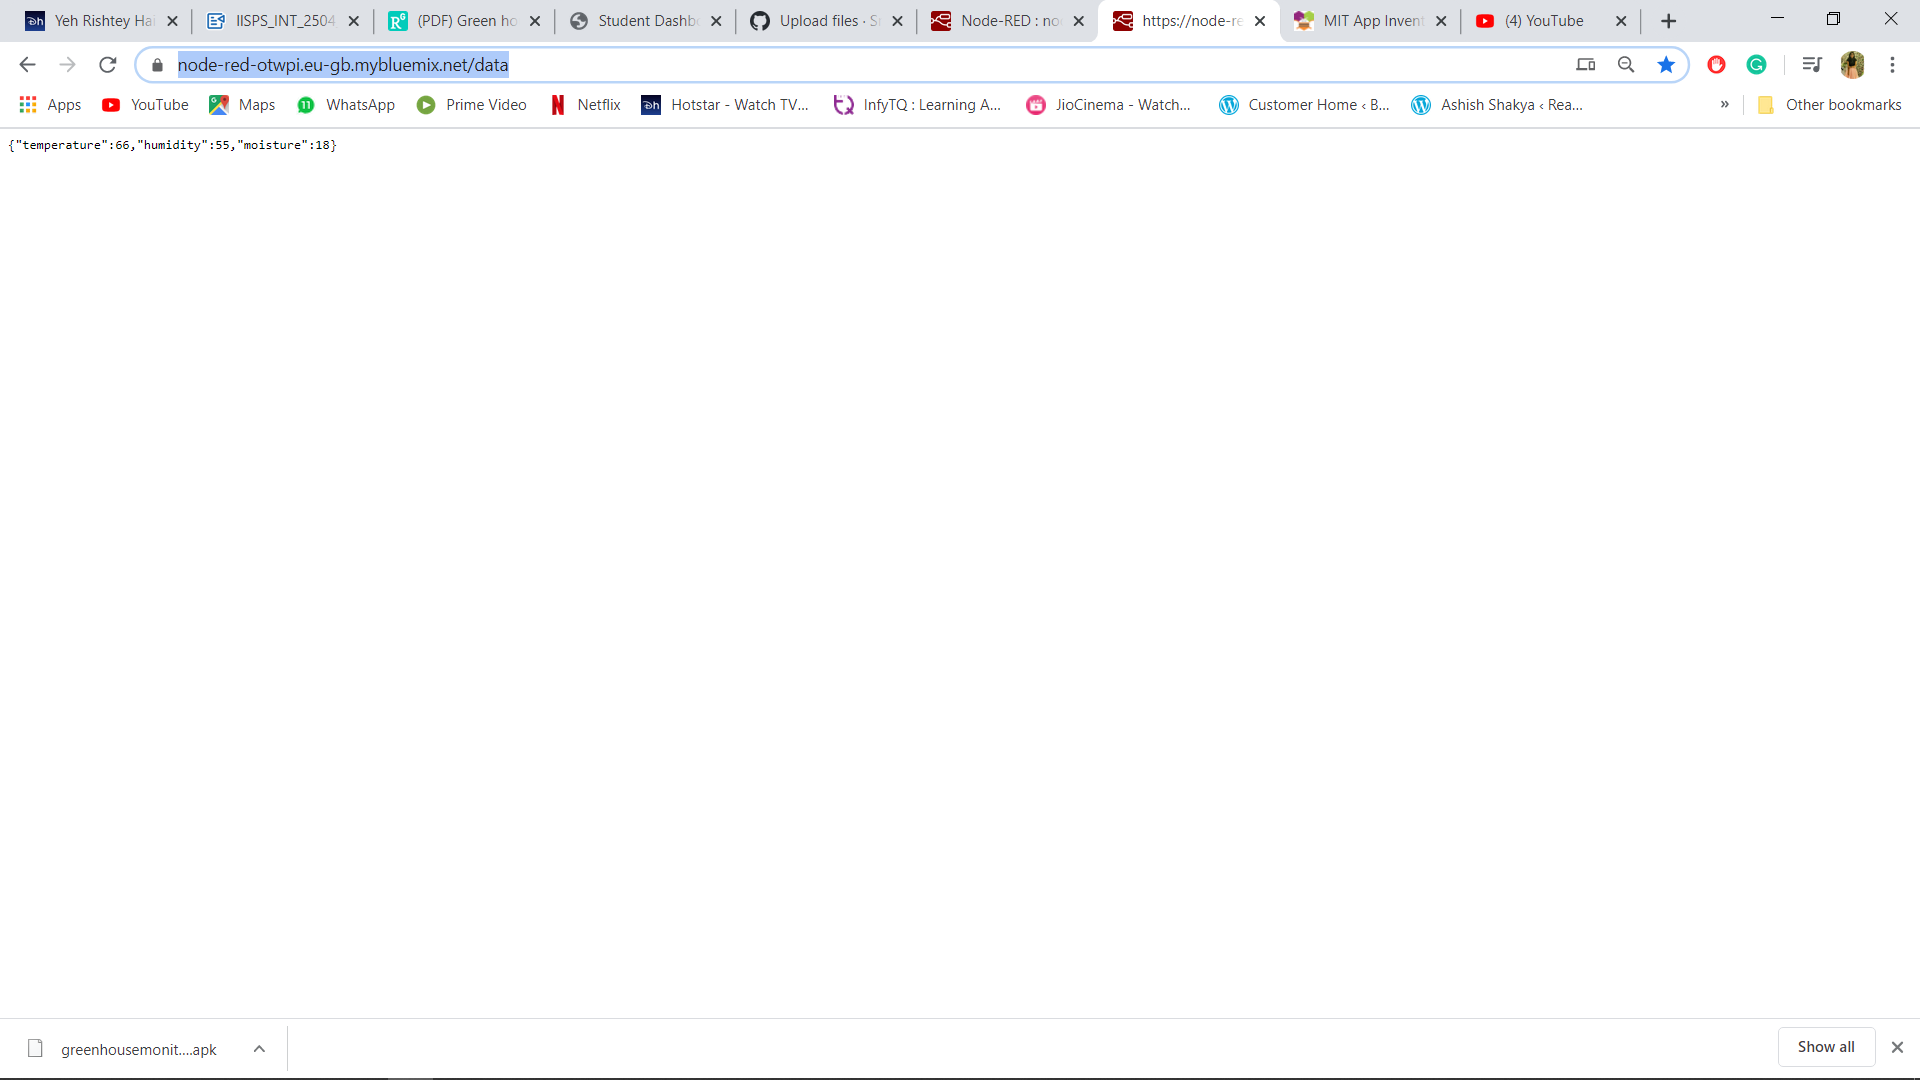 Yeh Rishtey Hai
IISPS_INT_2504
(PDF) Green ho
Student Dashb
Upload files · S
Node-RED : no
https://node-re
MIT App Invent
(4) YouTube
node-red-otwpi.eu-gb.mybluemix.net/data
Apps
YouTube
Maps
WhatsApp
Prime Video
Netflix
Hotstar - Watch TV...
InfyTQ : Learning A...
JioCinema - Watch...
Customer Home ‹ B...
Ashish Shakya ‹ Rea...
»
Other bookmarks
{"temperature":66,"humidity":55,"moisture":18}
greenhousemonit....apk
Show all